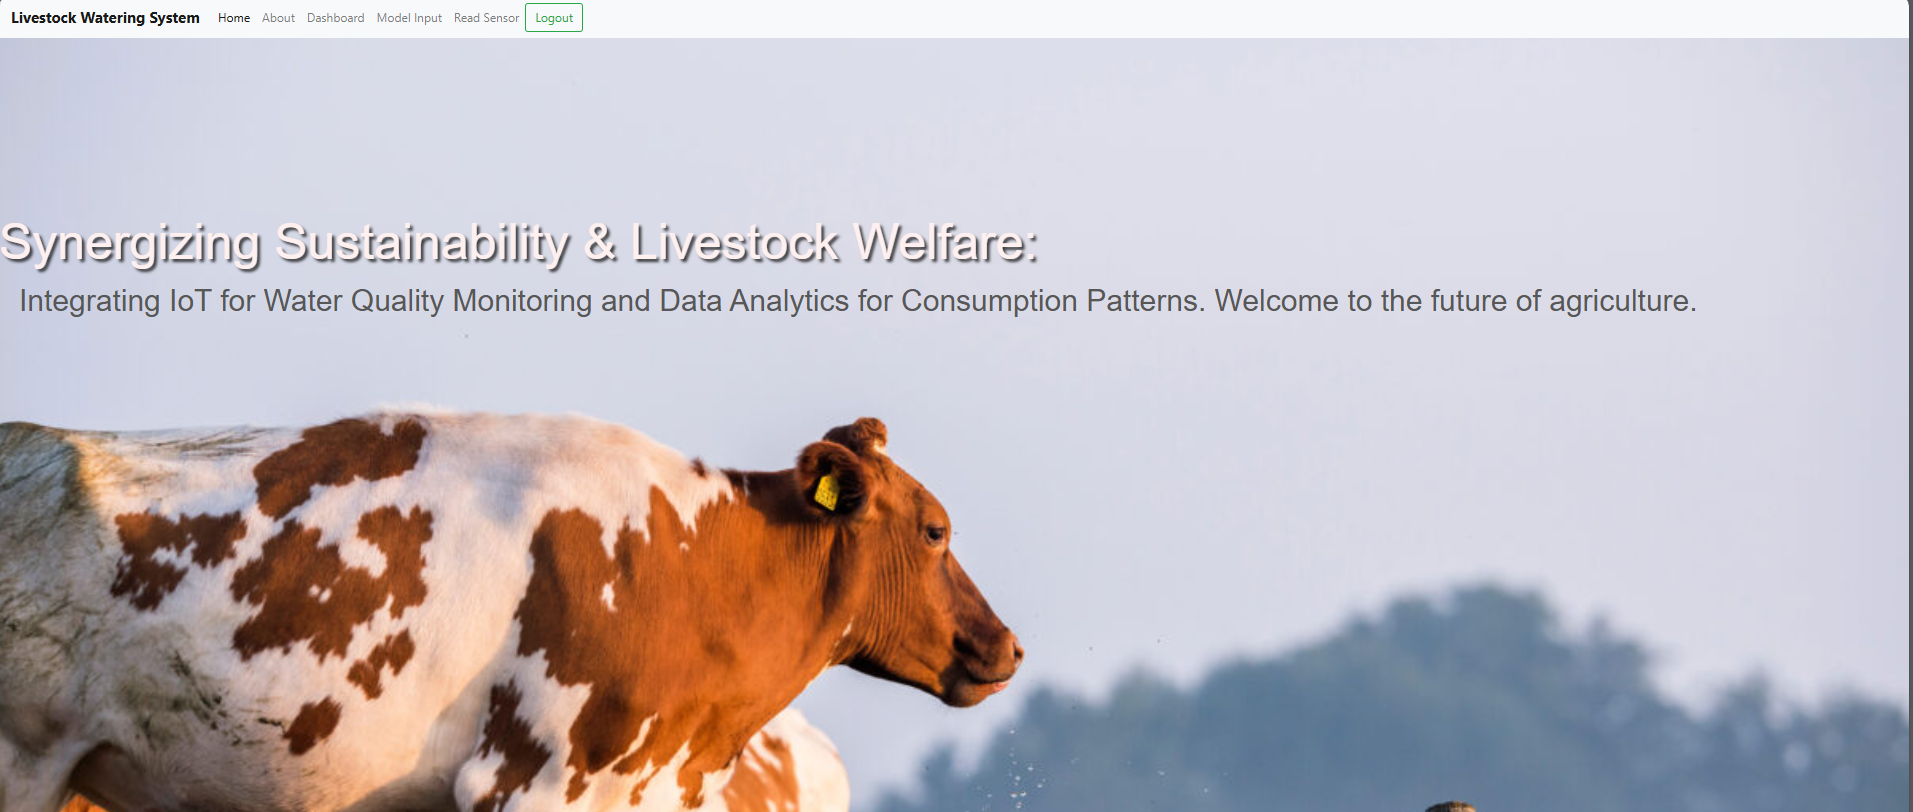 Livestock Watering System Home About Dashboard Model Input Read Sensor Logout
Synergizing Sustainability & Livestock Welfare:
Integrating IoT for Water Quality Monitoring and Data Analytics for Consumption Patterns. Welcome to the future of agriculture.